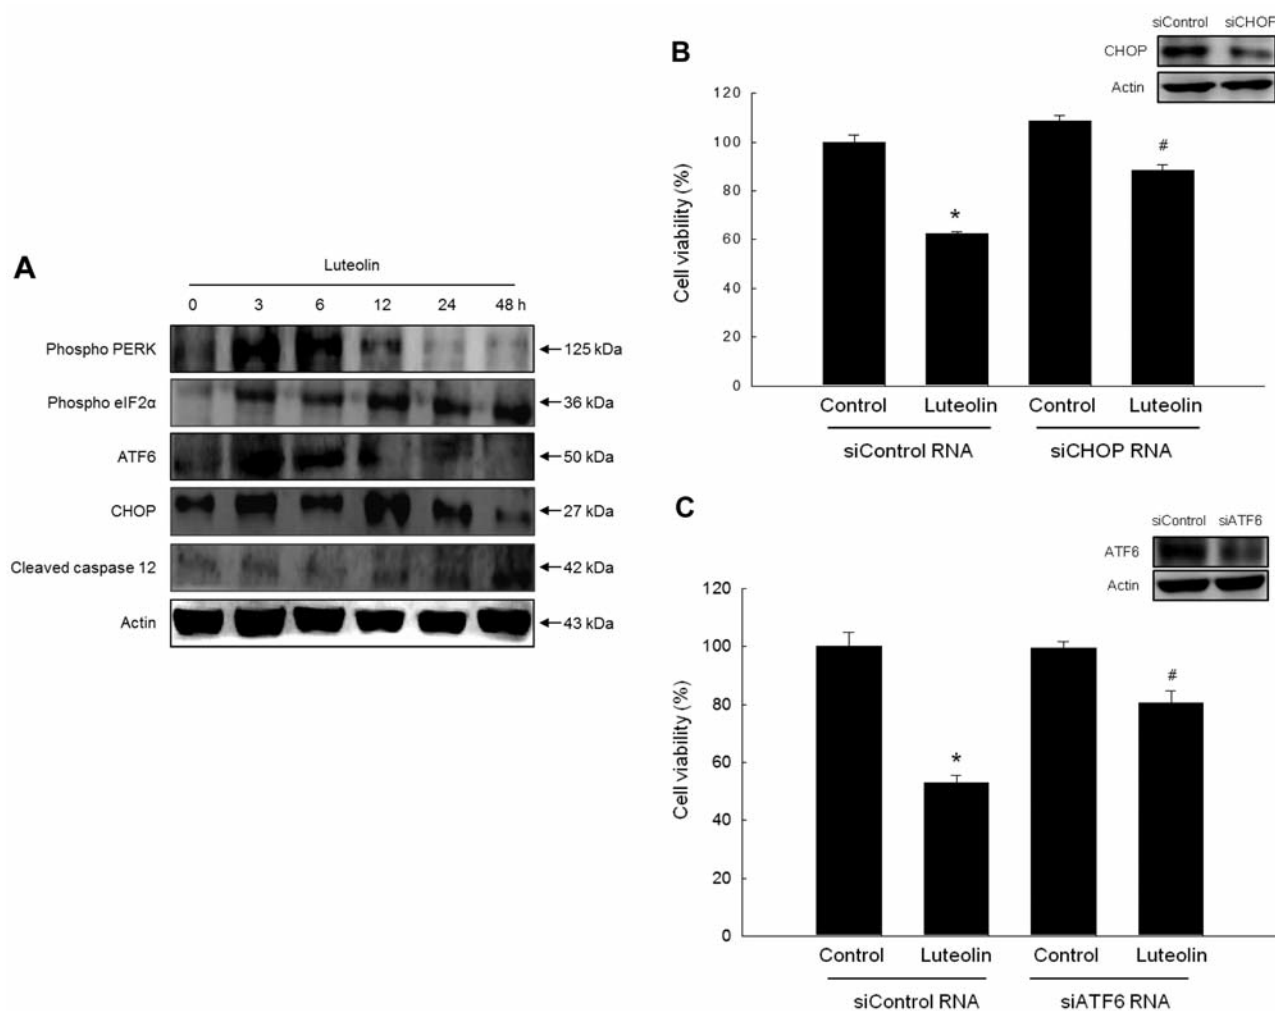 A
Luteolin
0 3 6 12 24 48 h
Phospho PERK 125 kDa
Phospho eIF2α 36 kDa
ATF6 50 kDa
CHOP 27 kDa
Cleaved caspase 12 42 kDa
Actin 43 kDa
B
siControl siCHOP
CHOP
Actin
Cell viability (%)
120
100
80
60
40
20
0
*
#
Control Luteolin Control Luteolin
siControl RNA siCHOP RNA
C
siControl siATF6
ATF6
Actin
Cell viability (%)
120
100
80
60
40
20
0
*
#
Control Luteolin Control Luteolin
siControl RNA siATF6 RNA